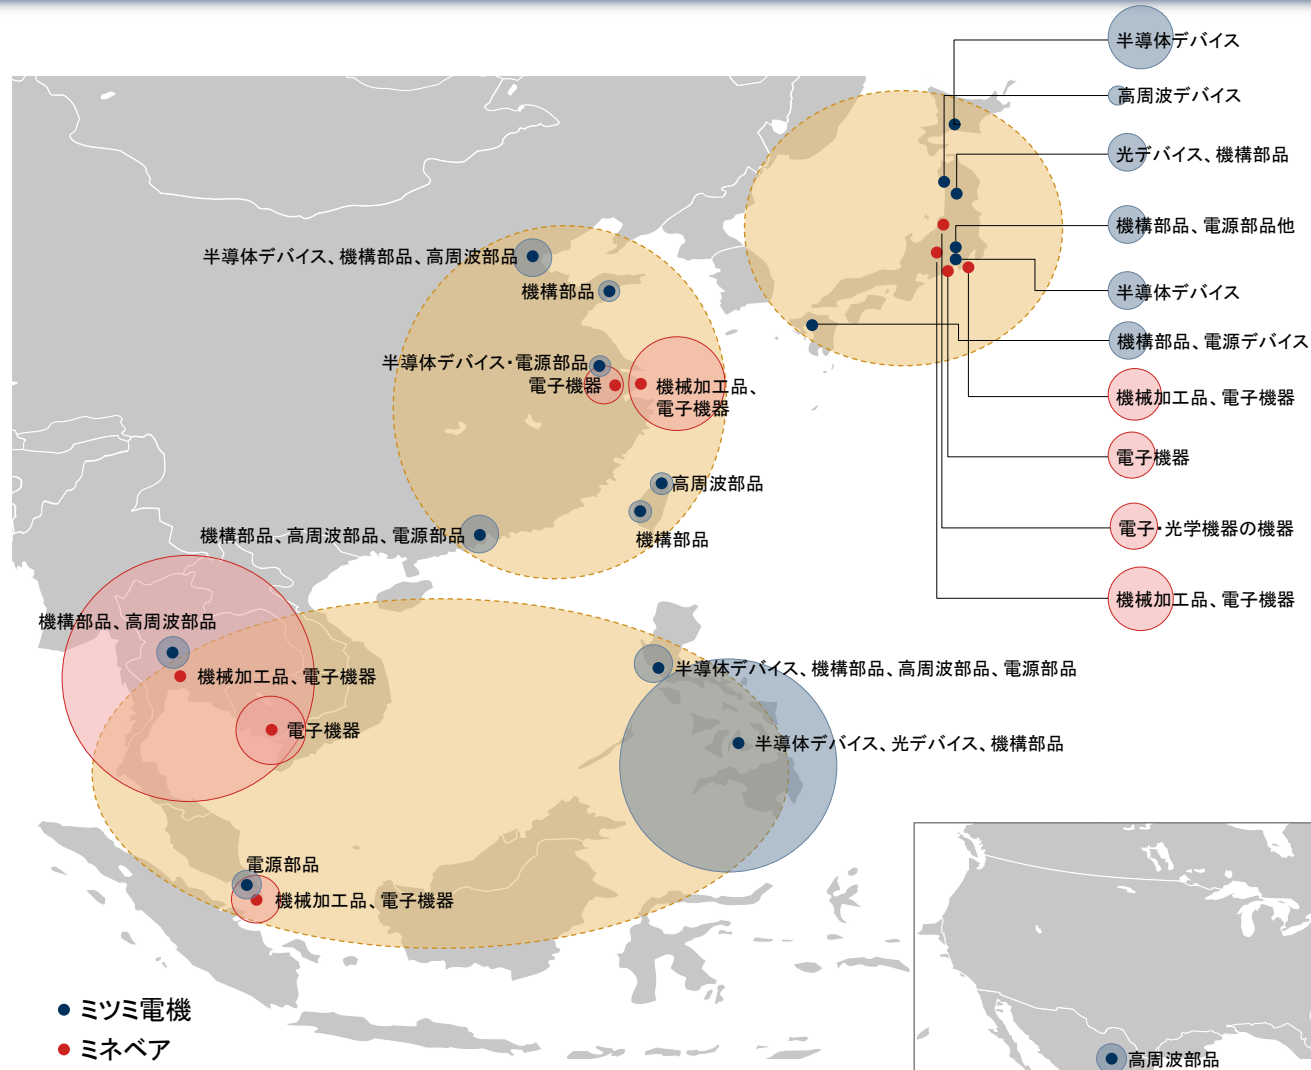 半導体デバイス
高周波デバイス
光デバイス、機構部品
機構部品、電源部品他
半導体デバイス
機構部品、電源デバイス
機械加工品、電子機器
電子機器
電子・光学機器の機器
機械加工品、電子機器
半導体デバイス、機構部品、高周波部品
機構部品
半導体デバイス・電源部品
電子機器
機械加工品、
電子機器
高周波部品
機構部品
機構部品、高周波部品、電源部品
機構部品、高周波部品
機械加工品、電子機器
電子機器
半導体デバイス、機構部品、高周波部品、電源部品
半導体デバイス、光デバイス、機構部品
電源部品
機械加工品、電子機器
ミツミ電機
ミネベア
高周波部品